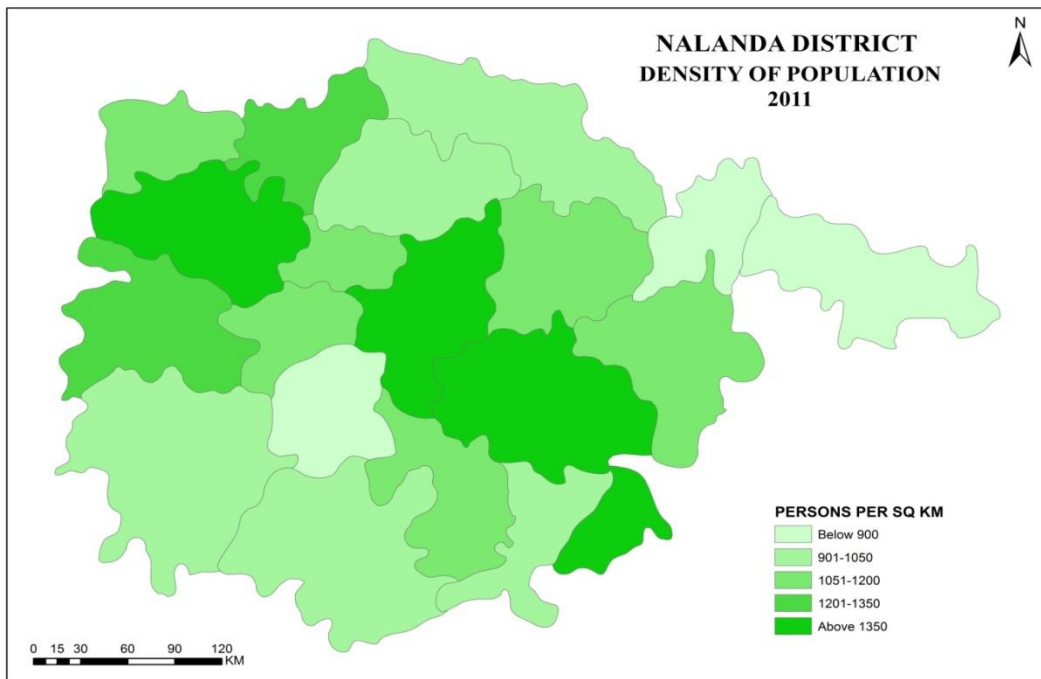 N
NALANDA DISTRICT
DENSITY OF POPULATION
2011
PERSONS PER SQ KM
Below 900
901-1050
1051-1200
1201-1350
Above 1350
0 15 30 60 90 120
KM